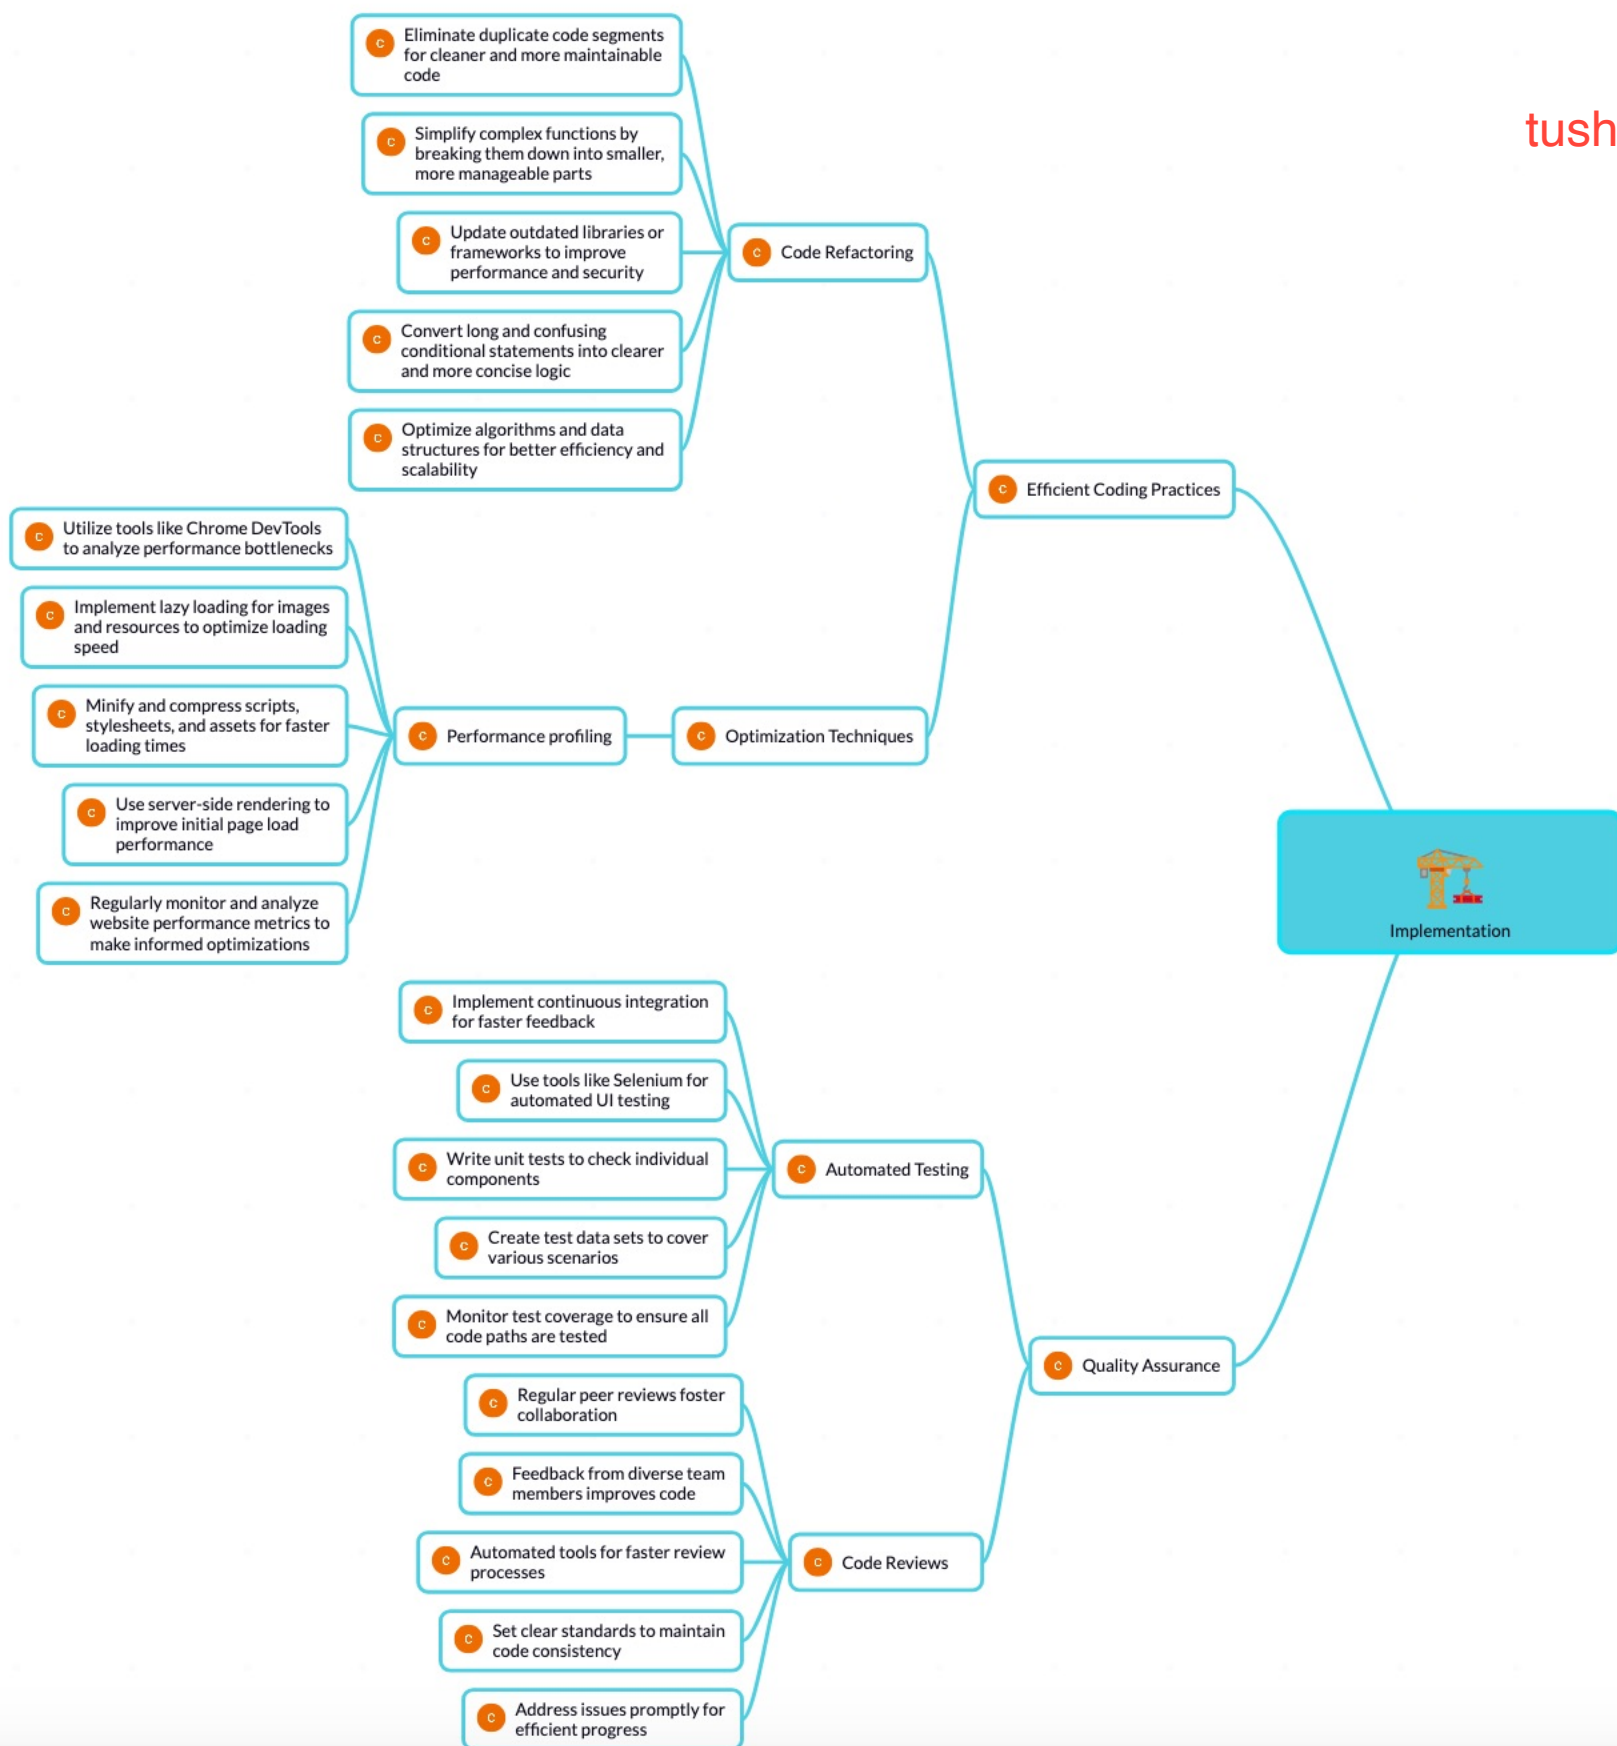 Eliminate duplicate code segments
for cleaner and more maintainable
code
tush
Simplify complex functions by
breaking them down into smaller,
more manageable parts
Update outdated libraries or
frameworks to improve
performance and security
Code Refactoring
Convert long and confusing
conditional statements into clearer
and more concise logic
Optimize algorithms and data
structures for better efficiency and
scalability
Efficient Coding Practices
Utilize tools like Chrome DevTools
to analyze performance bottlenecks
Implement lazy loading for images
and resources to optimize loading
speed
Minify and compress scripts,
stylesheets, and assets for faster
loading times
Performance profiling
Optimization Techniques
Use server-side rendering to
improve initial page load
performance
Regularly monitor and analyze
website performance metrics to
make informed optimizations
Implementation
Implement continuous integration
for faster feedback
Use tools like Selenium for
automated UI testing
Write unit tests to check individual
components
Automated Testing
Create test data sets to cover
various scenarios
Monitor test coverage to ensure all
code paths are tested
Quality Assurance
Regular peer reviews foster
collaboration
Feedback from diverse team
members improves code
Automated tools for faster review
processes
Code Reviews
Set clear standards to maintain
code consistency
Address issues promptly for
efficient progress